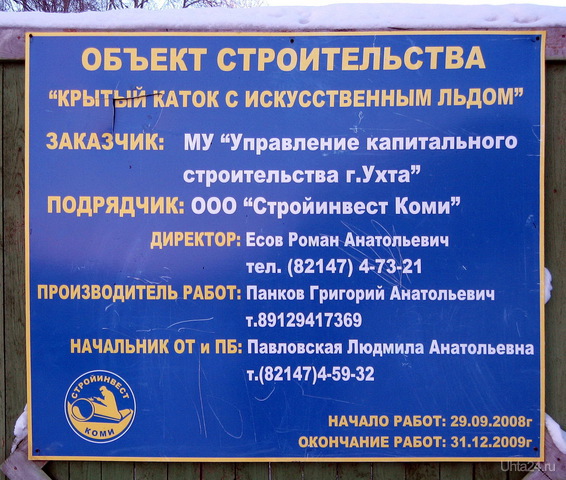 ОБЪЕКТ СТРОИТЕЛЬСТВА
“КРЫТЫЙ КАТОК С ИСКУССТВЕННЫМ ЛЬДОМ”
ЗАКАЗЧИК: МУ “Управление капитального
строительства г.Ухта”
ПОДРЯДЧИК: ООО “Стройинвест Коми”
ДИРЕКТОР: Есов Роман Анатольевич
тел. (82147) 4-73-21
ПРОИЗВОДИТЕЛЬ РАБОТ: Панков Григорий Анатольевич
т.89129417369
НАЧАЛЬНИК ОТ и ПБ: Павловская Людмила Анатольевна
т.(82147)4-59-32
СТРОЙИНВЕСТ
КОМИ
НАЧАЛО РАБОТ: 29.09.2008г
ОКОНЧАНИЕ РАБОТ: 31.12.2009г
Uhta24.ru